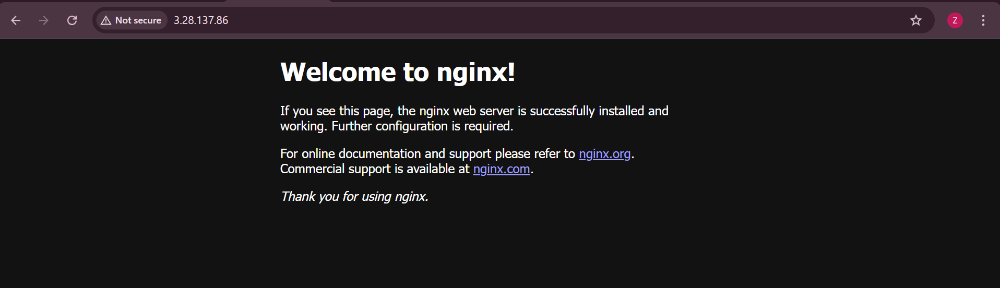 Not secure
3.28.137.86
Z
Welcome to nginx!
If you see this page, the nginx web server is successfully installed and
working. Further configuration is required.
For online documentation and support please refer to nginx.org.
Commercial support is available at nginx.com.
Thank you for using nginx.